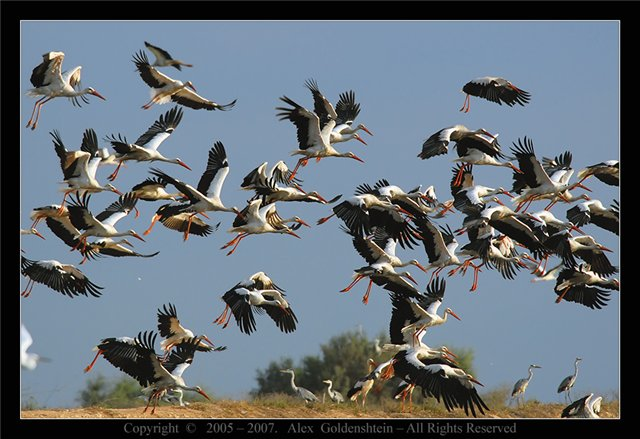 Copyright © 2005 – 2007. Alex Goldenshtein – All Rights Reserved